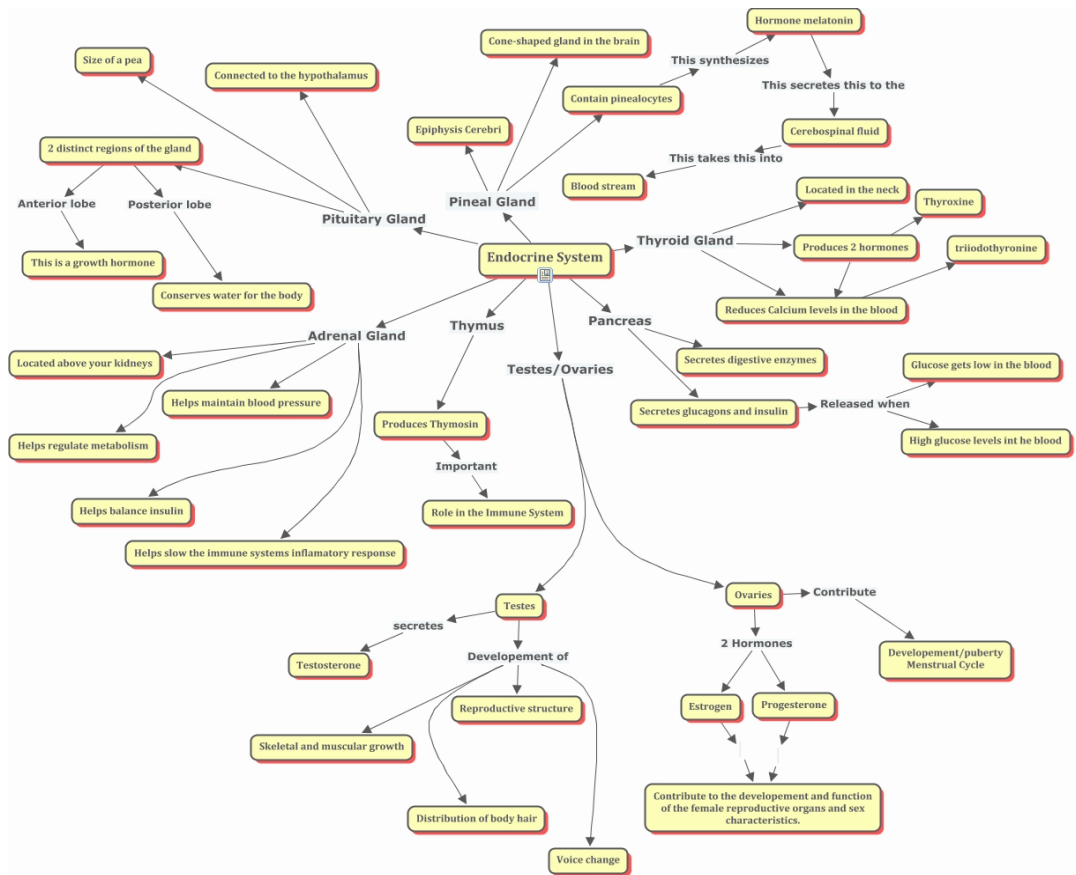 Hormone melatonin
Cone-shaped gland in the brain
Size of a pea
This synthesizes
Connected to the hypothalamus
This secretes this to the
Contain pinealocytes
Epiphysis Cerebri
Cerebospinal fluid
2 distinct regions of the gland
This takes this into
Blood stream
Located in the neck
Thyroxine
Anterior lobe
Posterior lobe
Pineal Gland
Pituitary Gland
Thyroid Gland
Produces 2 hormones
triiodothyronine
Endocrine System
This is a growth hormone
Conserves water for the body
Reduces Calcium levels in the blood
Thymus
Pancreas
Adrenal Gland
Located above your kidneys
Secretes digestive enzymes
Glucose gets low in the blood
Testes/Ovaries
Helps maintain blood pressure
Secretes glucagons and insulin
Released when
Produces Thymosin
Helps regulate metabolism
High glucose levels int he blood
Important
Helps balance insulin
Role in the Immune System
Helps slow the immune systems inflamatory response
Testes
Ovaries
Contribute
secretes
2 Hormones
Testosterone
Developement of
Developement/puberty
Menstrual Cycle
Reproductive structure
Estrogen
Progesterone
Skeletal and muscular growth
Contribute to the developement and function
of the female reproductive organs and sex
characteristics.
Distribution of body hair
Voice change